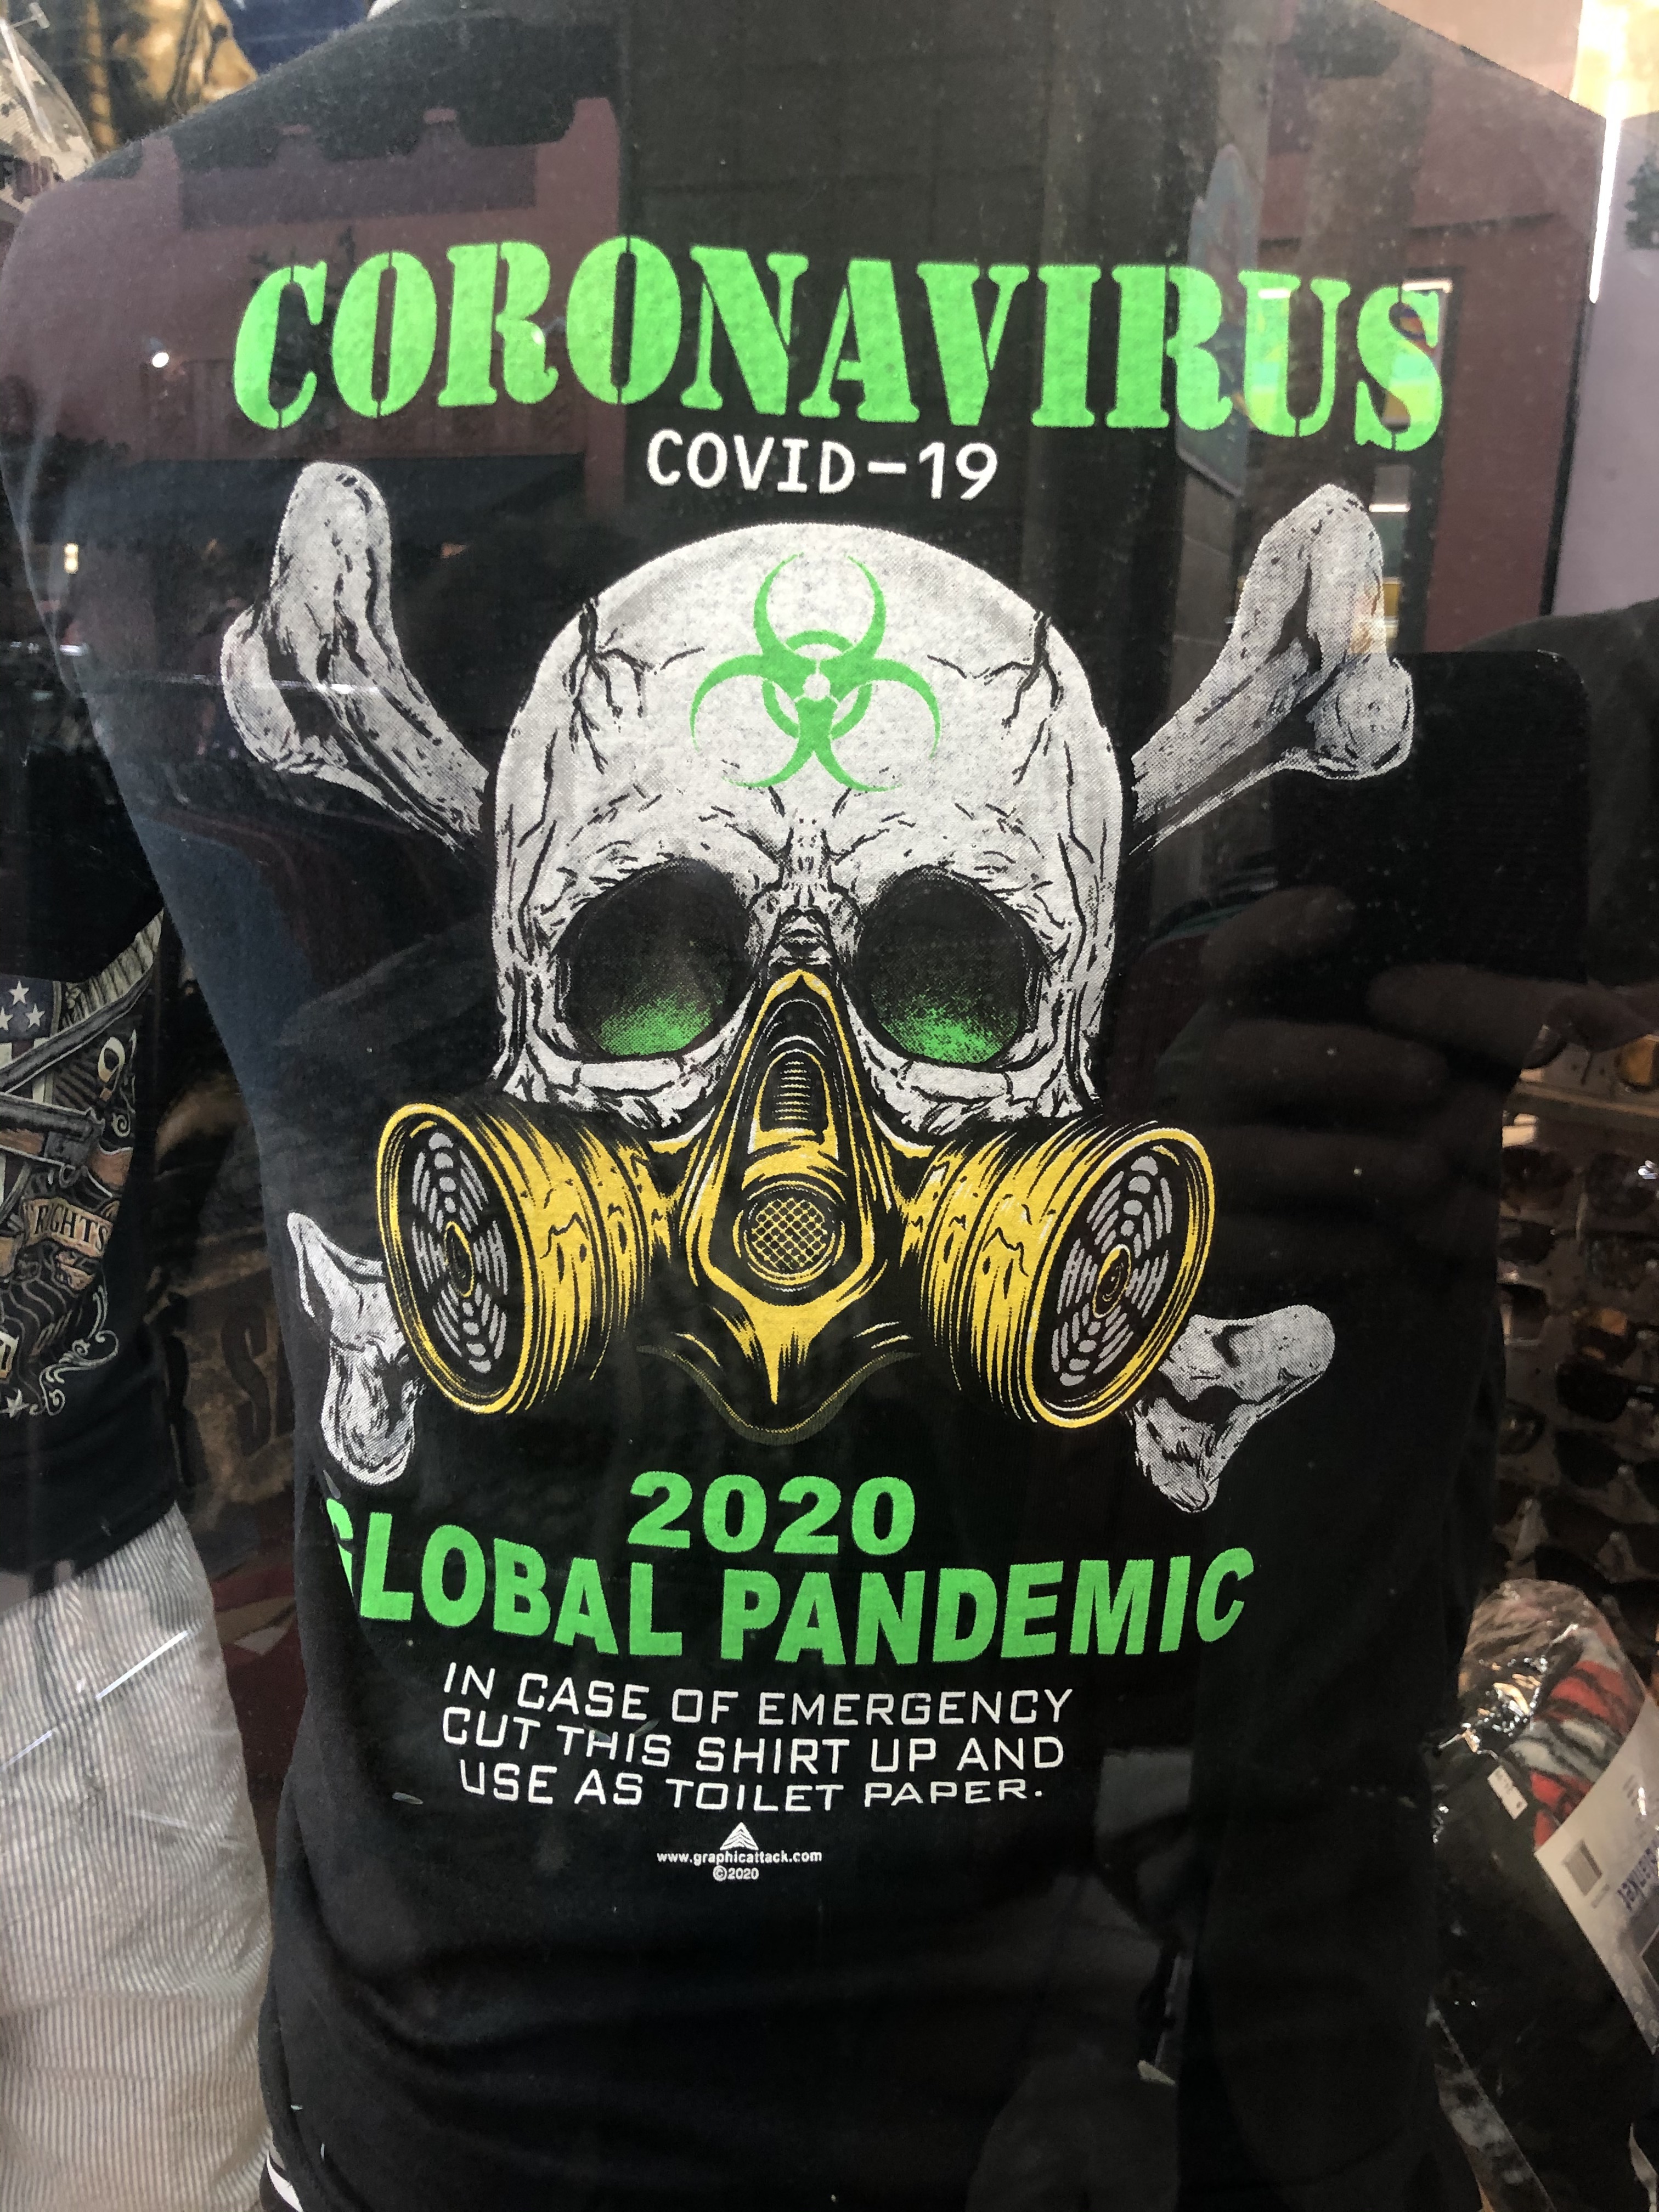 CORONAVIRUS
COVID-19
2020
GLOBAL PANDEMIC
IN CASE OF EMERGENCY
CUT THIS SHIRT UP AND
USE AS TOILET PAPER.
www.graphicattack.com
©2020
RIGHTS